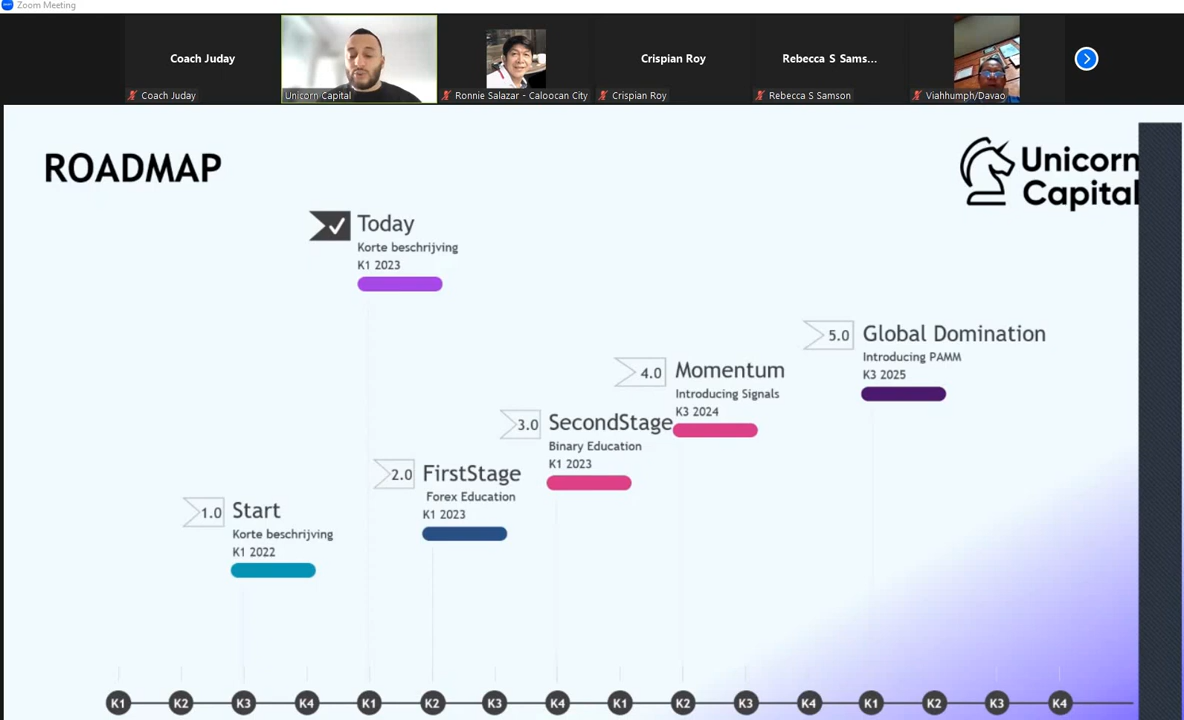 Zoom Meeting
Coach Juday
Crispian Roy
Rebecca S Sams...
Coach Juday
Unicorn Capital
Ronnie Salazar - Caloocan City
Crispian Roy
Rebecca S Samson
Viahhumph/Davao
ROADMAP
Unicorn
Capital
Today
Korte beschrijving
K1 2023
5.0 Global Domination
Introducing PAMM
K3 2025
4.0 Momentum
Introducing Signals
K3 2024
3.0 SecondStage
Binary Education
K1 2023
2.0 FirstStage
Forex Education
K1 2023
1.0 Start
Korte beschrijving
K1 2022
K1 K2 K3 K4 K1 K2 K3 K4 K1 K2 K3 K4 K1 K2 K3 K4